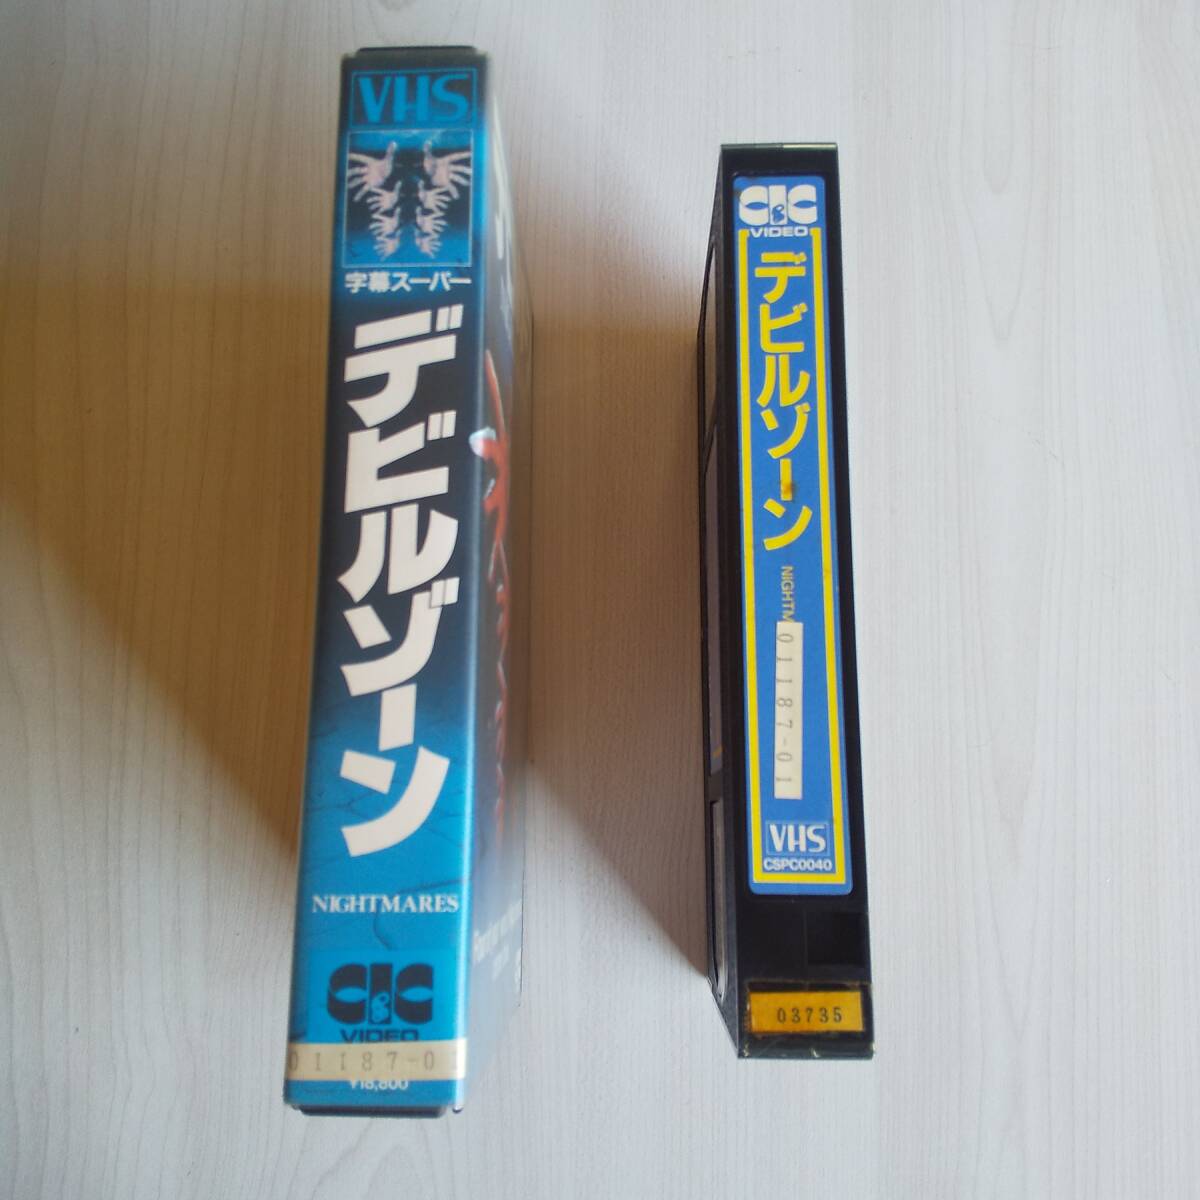 VHS
字幕スーパー
デビルゾーン
NIGHTMARES
CIC
&
VIDEO
01187-0
¥18,800
CIC
&
VIDEO
デビルゾーン
NIGHTM
01187-01
VHS
CSPC0040
03735